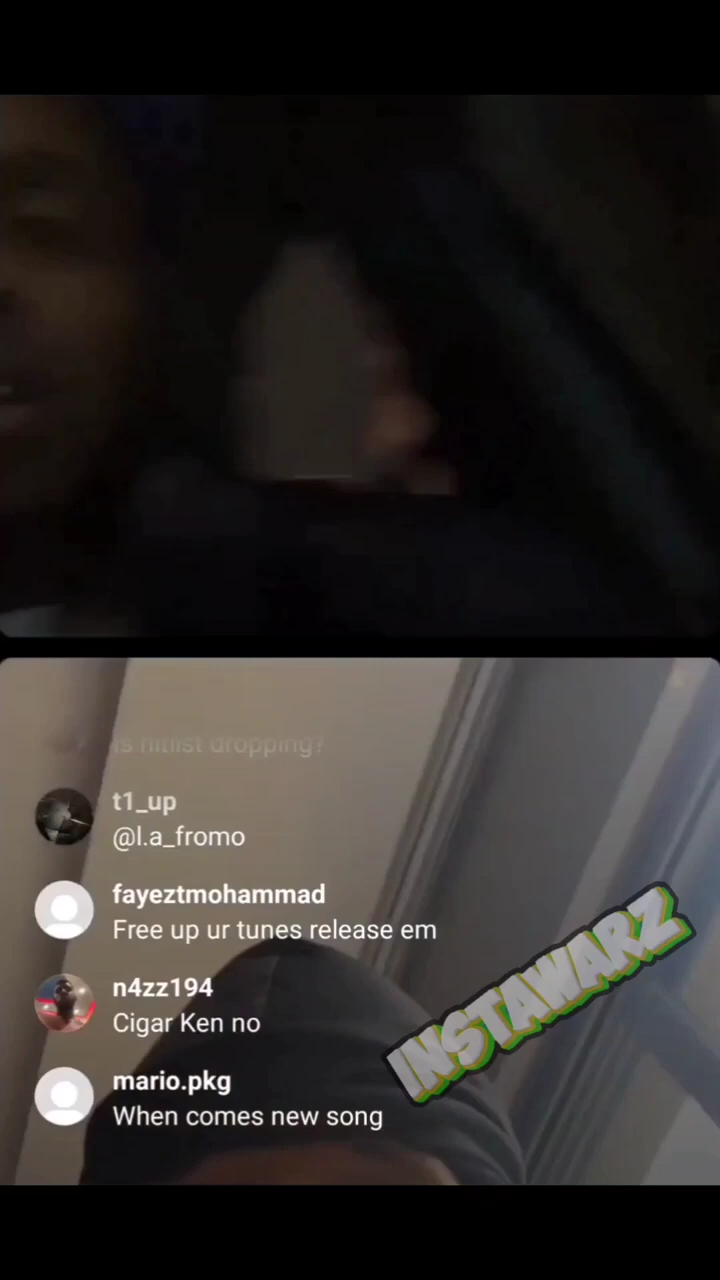 is hitlist dropping?
t1_up
@l.a_fromo
fayeztmohammad
Free up ur tunes release em
n4zz194
Cigar Ken no
mario.pkg
When comes new song
INSTAWARZ